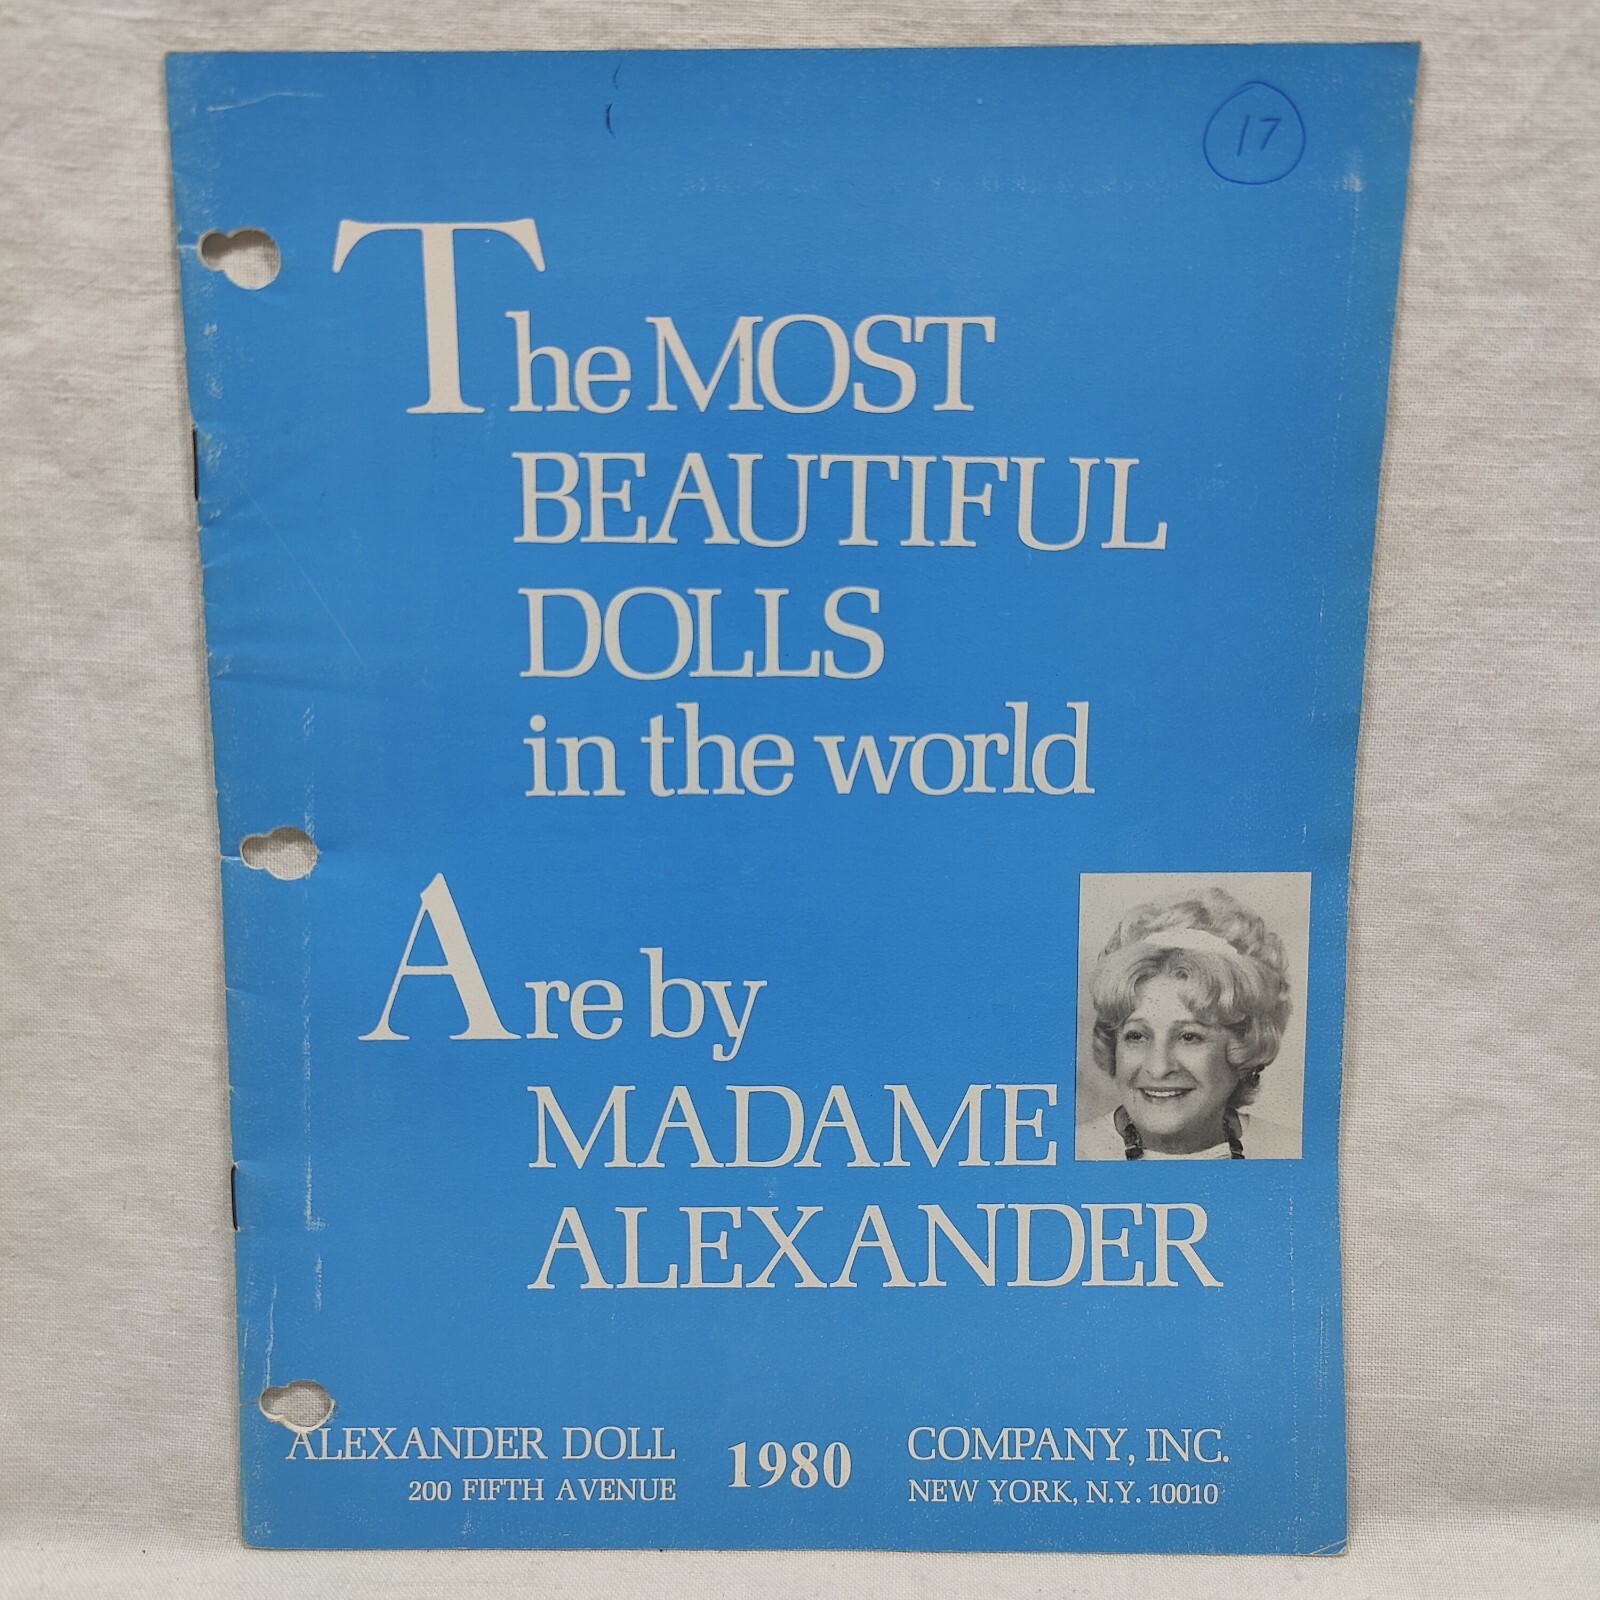 17
The MOST
BEAUTIFUL
DOLLS
in the world
Are by
MADAME
ALEXANDER
ALEXANDER DOLL 1980 COMPANY, INC.
200 FIFTH AVENUE NEW YORK, N.Y. 10010